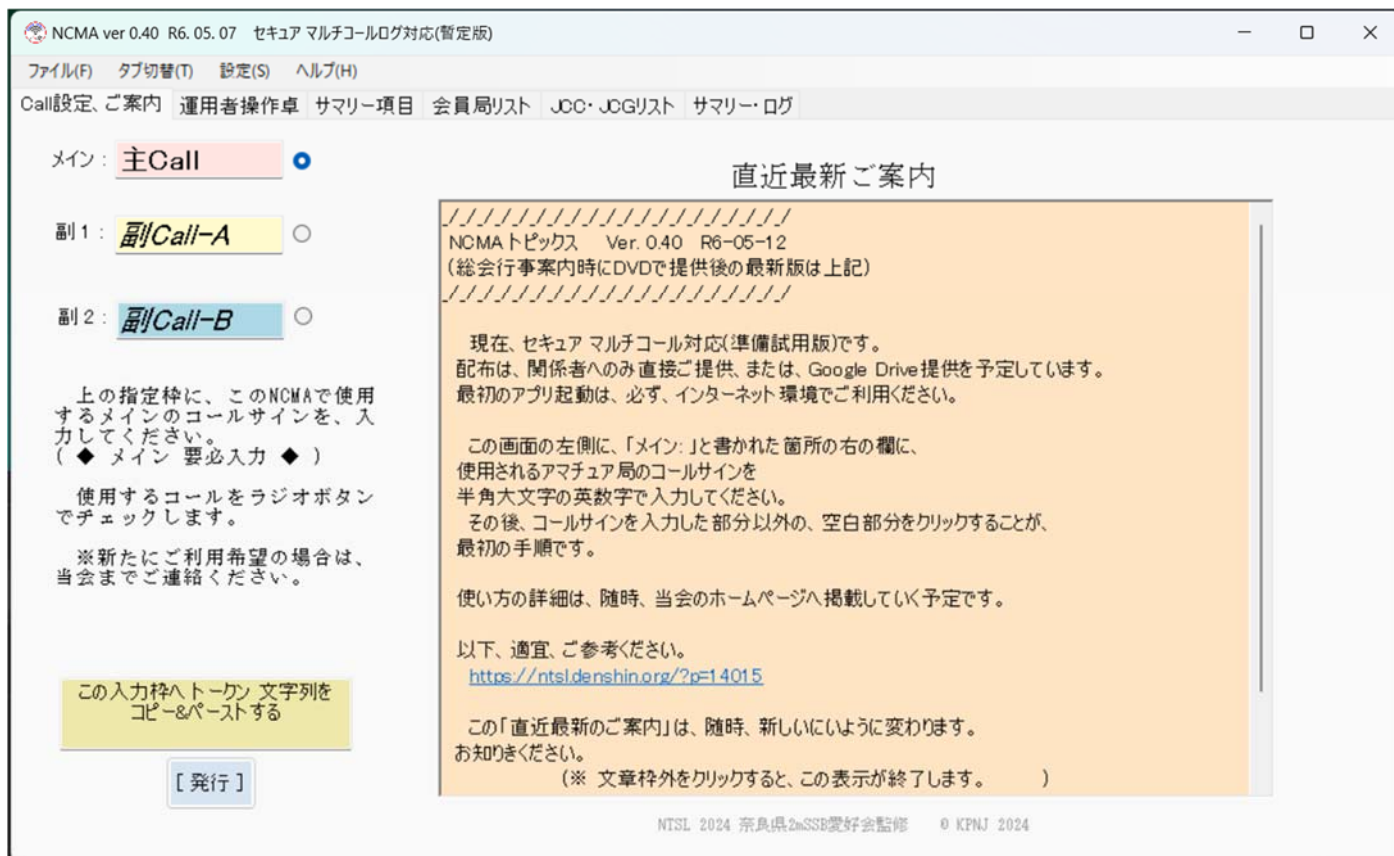 NCMA ver 0.40 R6. 05. 07 セキュア マルチコールログ対応(暫定版)
ファイル(F) タブ切替(T) 設定(S) ヘルプ(H)
Call設定、ご案内 運用者操作卓 サマリー項目 会員局リスト JCC・JCGリスト サマリー・ログ
メイン : 主Call
副1 : 副Call-A
副2 : 副Call-B
上の指定枠に、このNCMAで使用
するメインのコールサインを、入
力してください。
( ◆ メイン 要必入力 ◆ )
使用するコールをラジオボタン
でチェックします。
※新たにご利用希望の場合は、
当会までご連絡ください。
この入力枠へトークン 文字列を
コピー&ペーストする
[ 発行 ]
直近最新ご案内
_/_/_/_/_/_/_/_/_/_/_/_/_/_/_/_/_/_/_/_/
NCMAトピックス Ver. 0.40 R6-05-12
(総会行事案内時にDVDで提供後の最新版は上記)
_/_/_/_/_/_/_/_/_/_/_/_/_/_/_/_/_/_/_/_/
現在、セキュア マルチコール対応(準備試用版)です。
配布は、関係者へのみ直接ご提供、または、Google Drive提供を予定しています。
最初のアプリ起動は、必ず、インターネット環境でご利用ください。
この画面の左側に、「メイン:」と書かれた箇所の右の欄に、
使用されるアマチュア局のコールサインを
半角大文字の英数字で入力してください。
その後、コールサインを入力した部分以外の、空白部分をクリックすることが、
最初の手順です。
使い方の詳細は、随時、当会のホームページへ掲載していく予定です。
以下、適宜、ご参考ください。
https://ntsl.denshin.org/?p=14015
この「直近最新のご案内」は、随時、新しいにいように変わります。
お知りきください。
(※ 文章枠外をクリックすると、この表示が終了します。 )
NTSL 2024 奈良県2mSSB愛好会監修 © KPNJ 2024